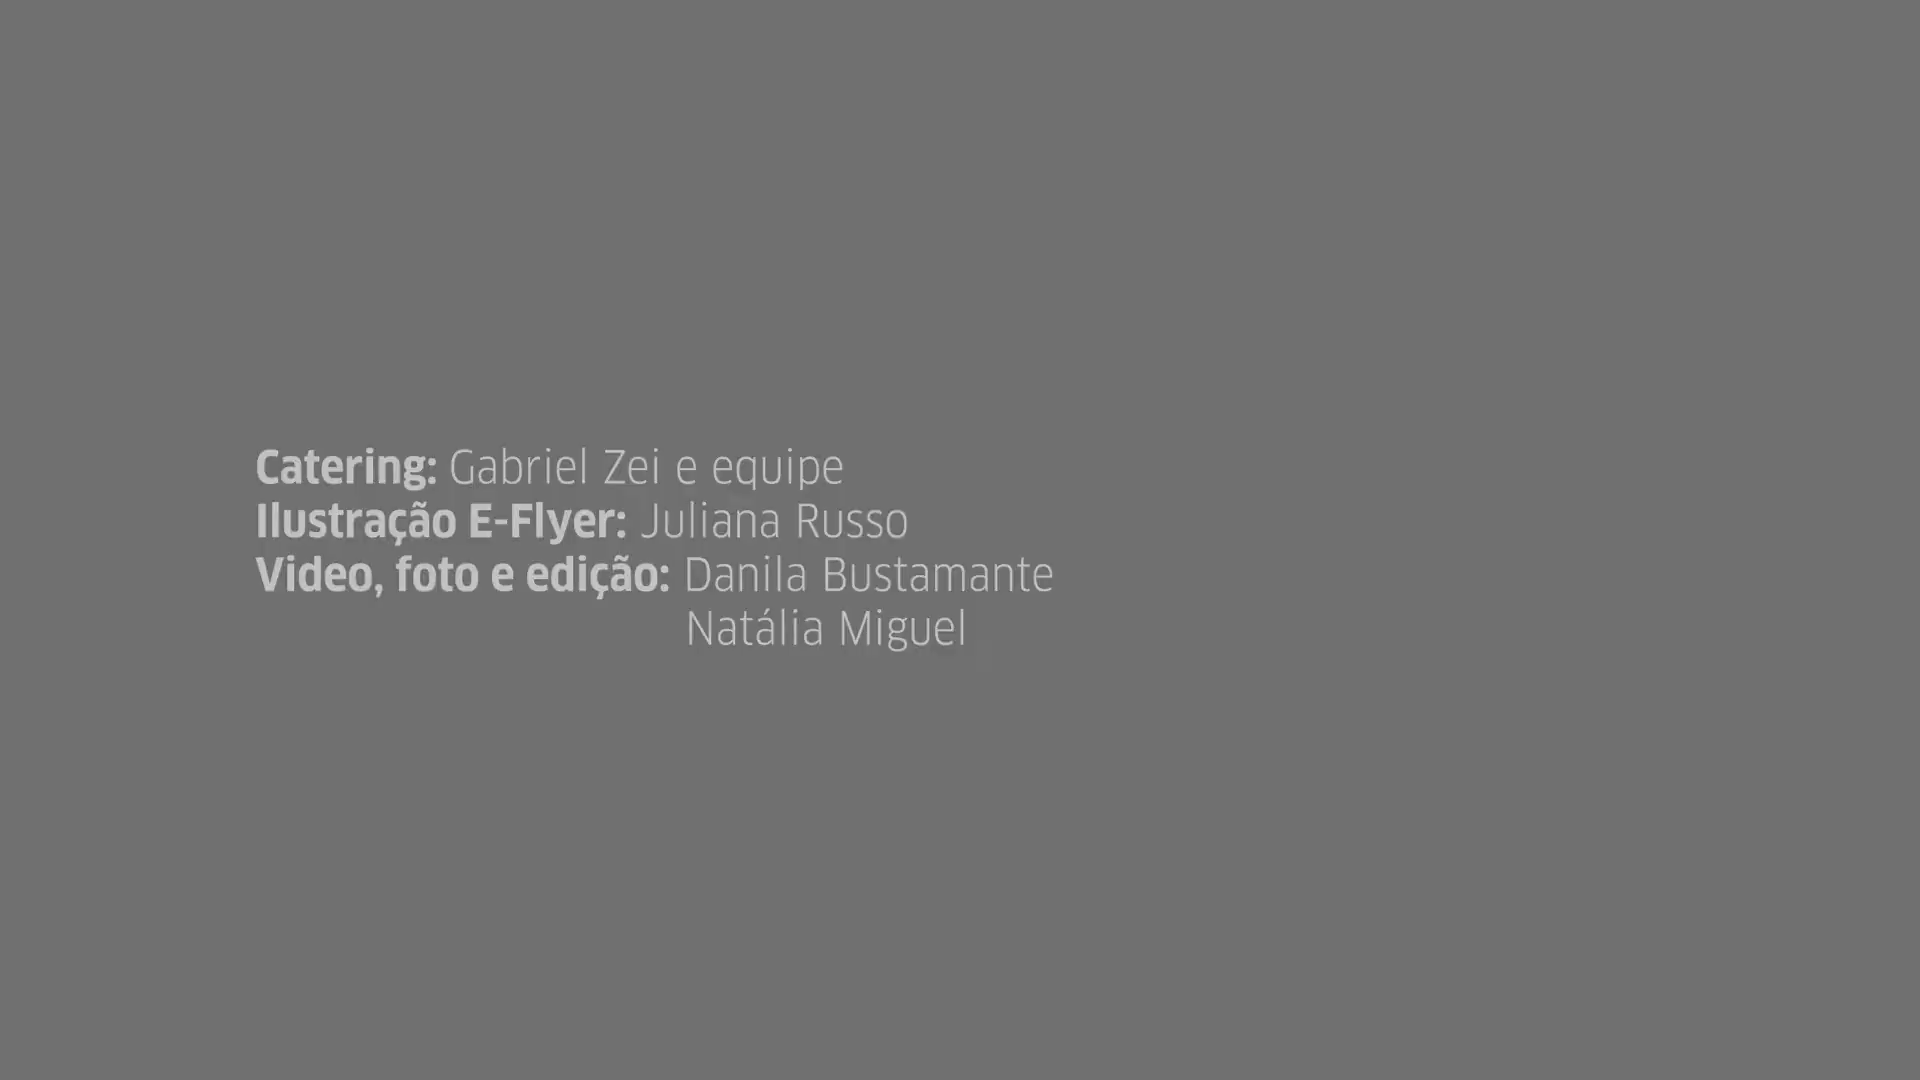 Catering: Gabriel Zei e equipe
Ilustração E-Flyer: Juliana Russo
Video, foto e edição: Danila Bustamante
Natália Miguel